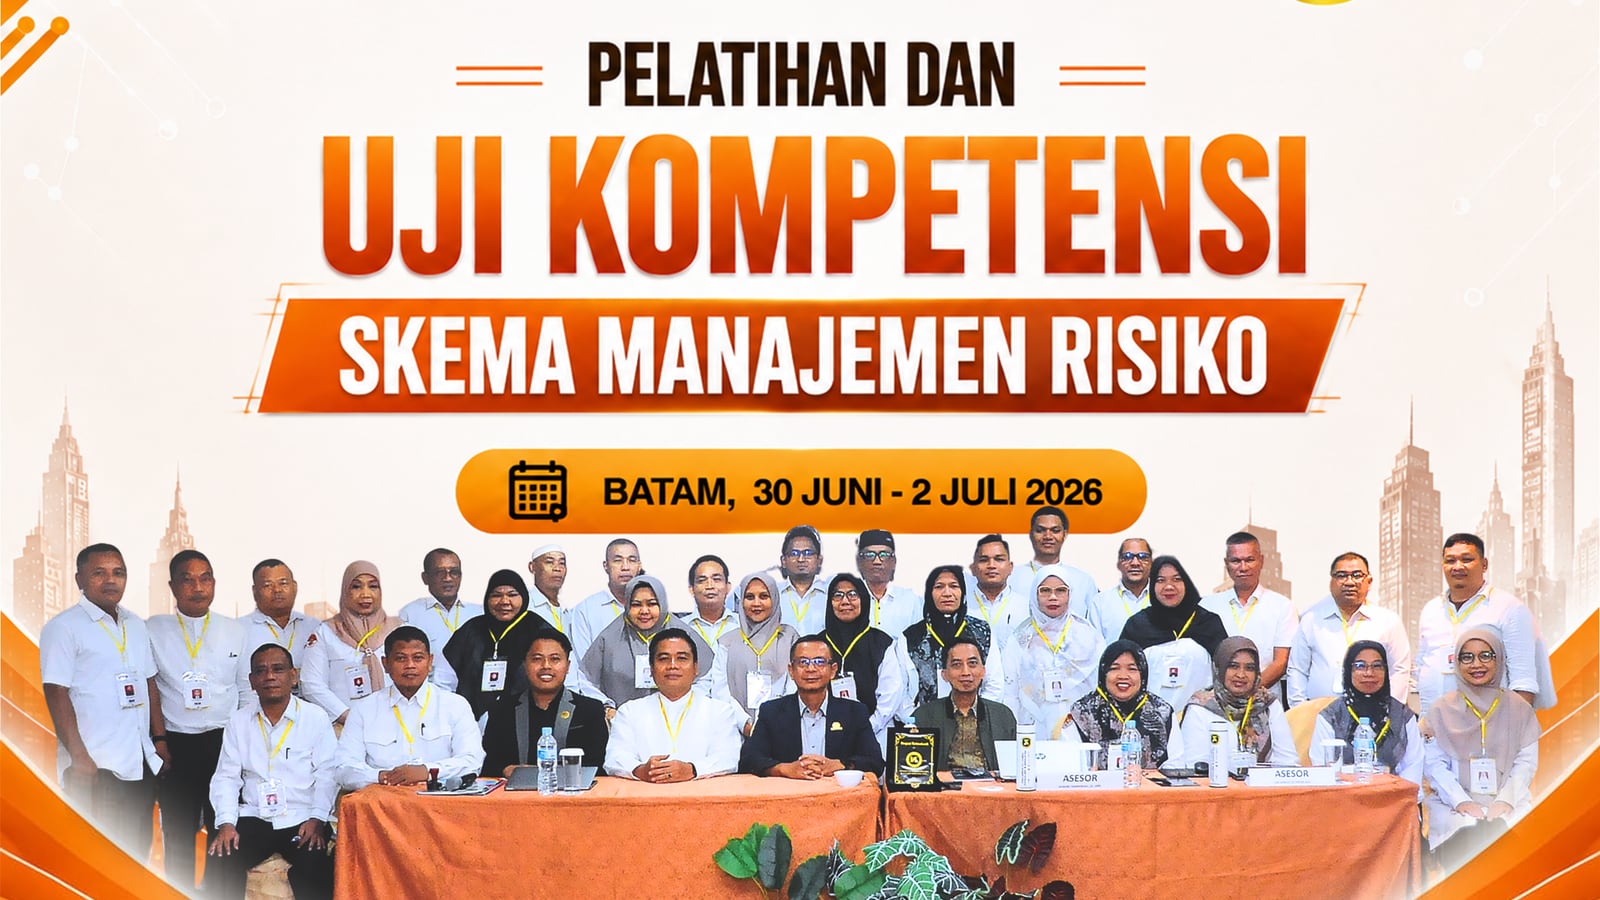 PELATIHAN DAN
UJI KOMPETENSI
SKEMA MANAJEMEN RISIKO
BATAM, 30 JUNI - 2 JULI 2026
ASESOR
ASESOR